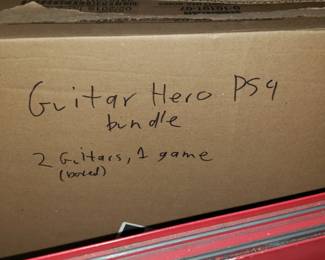 Guitar Hero PS4
bundle
2 Guitars, 1 game
(boxed)